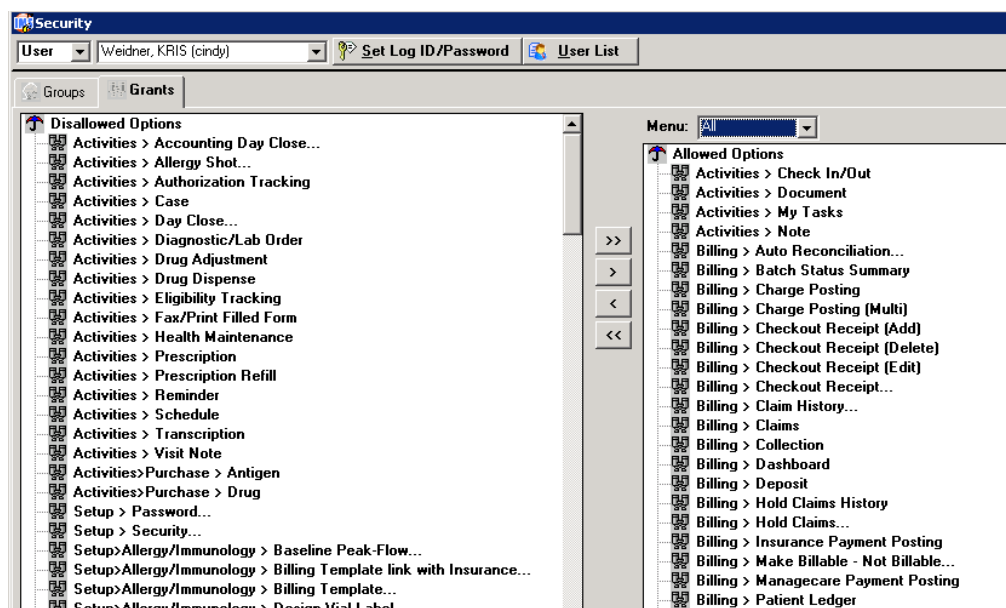 Security
User Weidner, KRIS (cindy) Set Log ID/Password User List
Groups Grants
Disallowed Options
Activities > Accounting Day Close...
Activities > Allergy Shot...
Activities > Authorization Tracking
Activities > Case
Activities > Day Close...
Activities > Diagnostic/Lab Order
Activities > Drug Adjustment
Activities > Drug Dispense
Activities > Eligibility Tracking
Activities > Fax/Print Filled Form
Activities > Health Maintenance
Activities > Prescription
Activities > Prescription Refill
Activities > Reminder
Activities > Schedule
Activities > Transcription
Activities > Visit Note
Activities>Purchase > Antigen
Activities>Purchase > Drug
Setup > Password...
Setup > Security...
Setup>Allergy/Immunology > Baseline Peak-Flow...
Setup>Allergy/Immunology > Billing Template link with Insurance...
Setup>Allergy/Immunology > Billing Template...
Setup>Allergy/Immunology > Design Vial Label
>>
>
<
<<
Menu: All
Allowed Options
Activities > Check In/Out
Activities > Document
Activities > My Tasks
Activities > Note
Billing > Auto Reconciliation...
Billing > Batch Status Summary
Billing > Charge Posting
Billing > Charge Posting (Multi)
Billing > Checkout Receipt (Add)
Billing > Checkout Receipt (Delete)
Billing > Checkout Receipt (Edit)
Billing > Checkout Receipt...
Billing > Claim History...
Billing > Claims
Billing > Collection
Billing > Dashboard
Billing > Deposit
Billing > Hold Claims History
Billing > Hold Claims...
Billing > Insurance Payment Posting
Billing > Make Billable - Not Billable...
Billing > Managecare Payment Posting
Billing > Patient Ledger